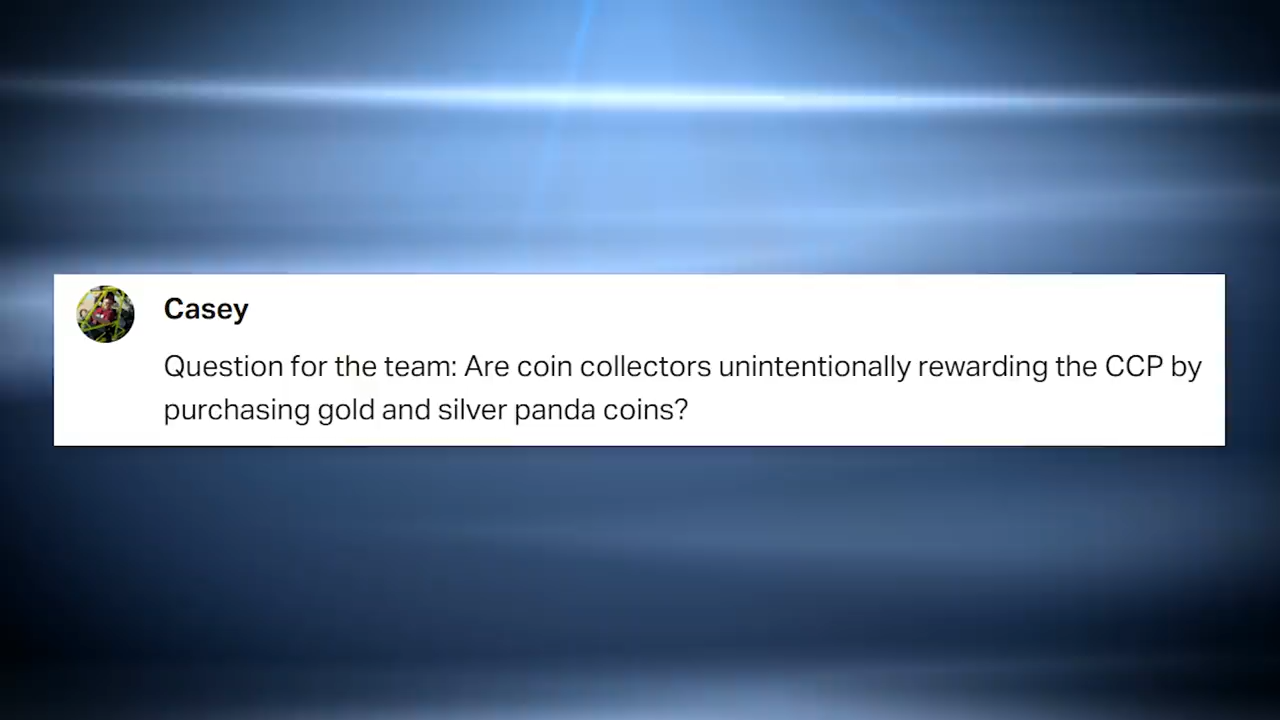 Casey
Question for the team: Are coin collectors unintentionally rewarding the CCP by
purchasing gold and silver panda coins?